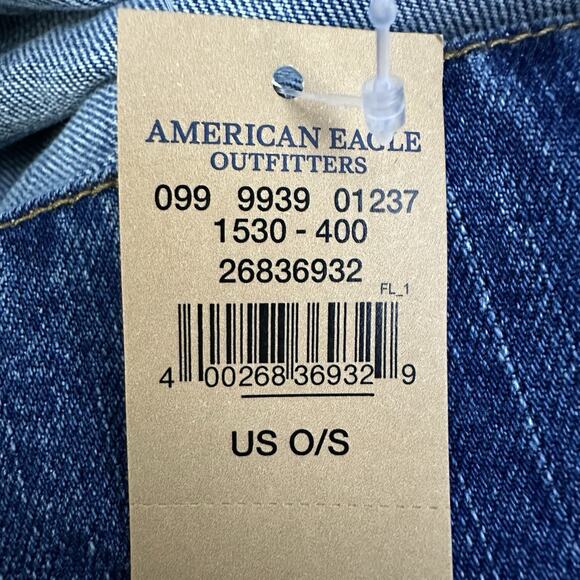 AMERICAN EAGLE
OUTFITTERS
099 9939 01237
1530 - 400
26836932
FL_1
4 00268 36932 9
US O/S